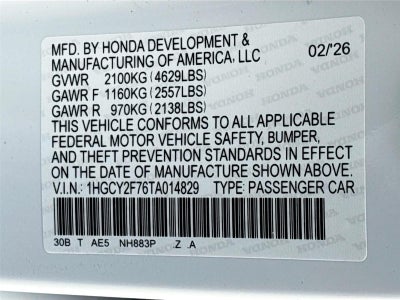 MFD. BY HONDA DEVELOPMENT &
MANUFACTURING OF AMERICA, LLC 02/'26
GVWR 2100KG (4629LBS)
GAWR F 1160KG (2557LBS)
GAWR R 970KG (2138LBS)
THIS VEHICLE CONFORMS TO ALL APPLICABLE
FEDERAL MOTOR VEHICLE SAFETY, BUMPER,
AND THEFT PREVENTION STANDARDS IN EFFECT
ON THE DATE OF MANUFACTURE SHOWN ABOVE.
V.I.N.: 1HGCY2F76TA014829 TYPE: PASSENGER CAR
30B T AE5 NH883P Z .A